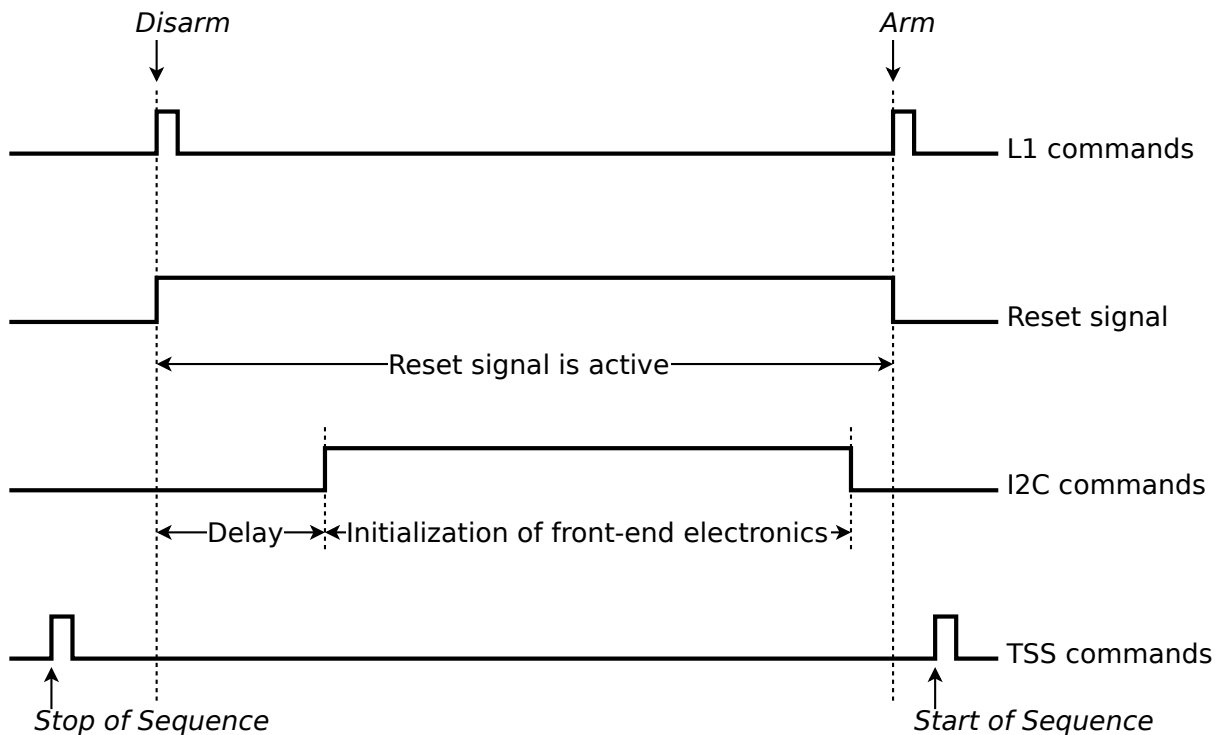 Disarm
Arm
L1 commands
Reset signal
Reset signal is active
I2C commands
Delay
Initialization of front-end electronics
TSS commands
Stop of Sequence
Start of Sequence